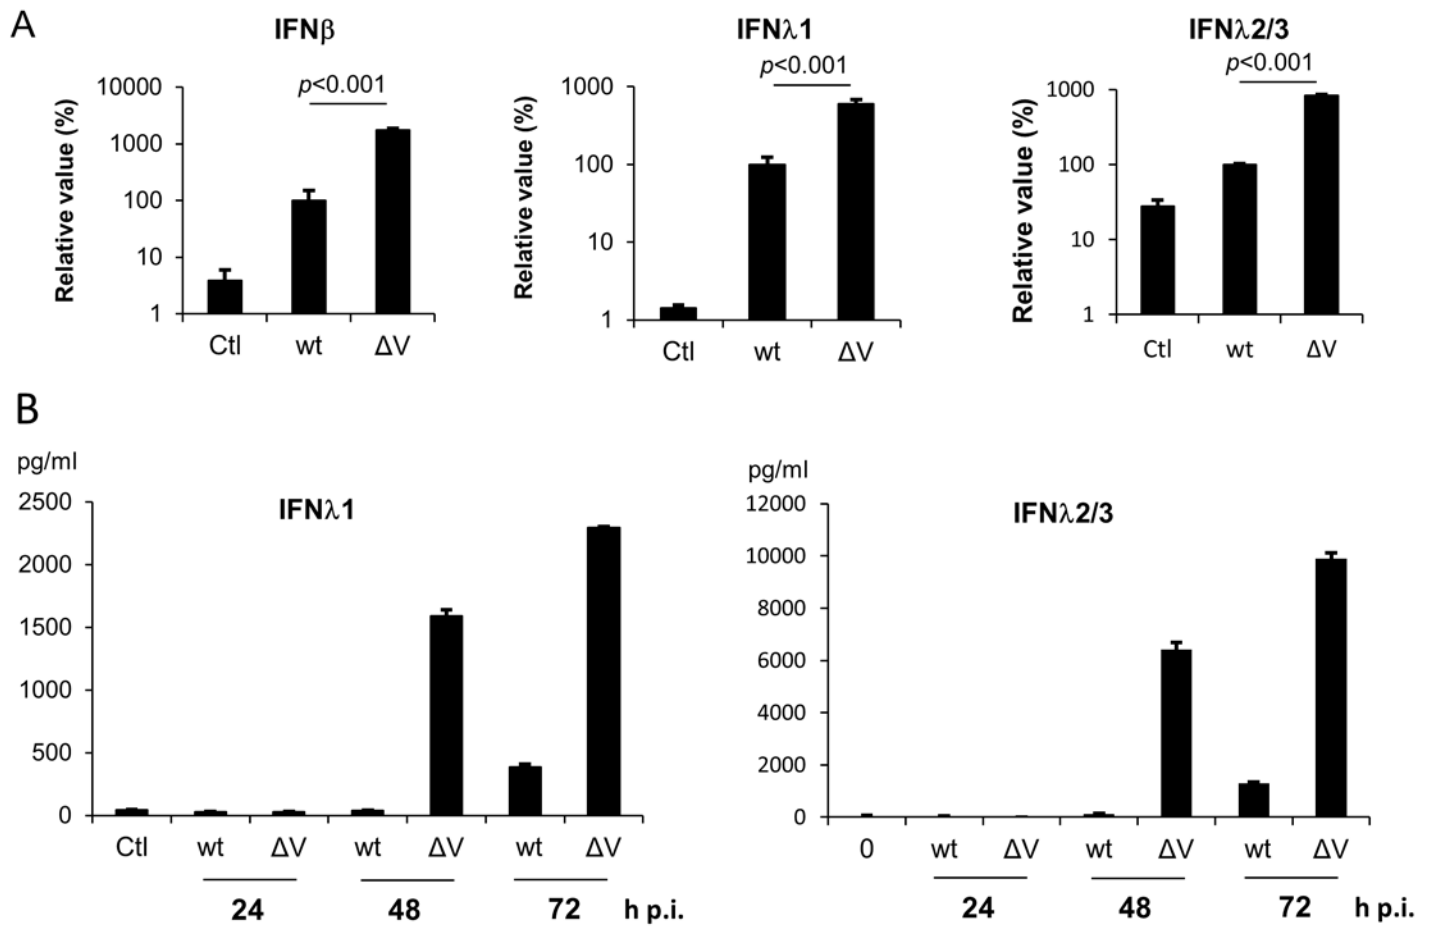 A
IFNβ
IFNλ1
IFNλ2/3
p<0.001
p<0.001
p<0.001
Relative value (%)
10000
1000
100
10
1
Ctl wt ΔV
Relative value (%)
1000
100
10
1
Ctl wt ΔV
Relative value (%)
1000
100
10
1
Ctl wt ΔV
B
pg/ml
IFNλ1
2500
2000
1500
1000
500
0
Ctl wt ΔV wt ΔV wt ΔV
24 48 72 h p.i.
pg/ml
IFNλ2/3
12000
10000
8000
6000
4000
2000
0
0 wt ΔV wt ΔV wt ΔV
24 48 72 h p.i.